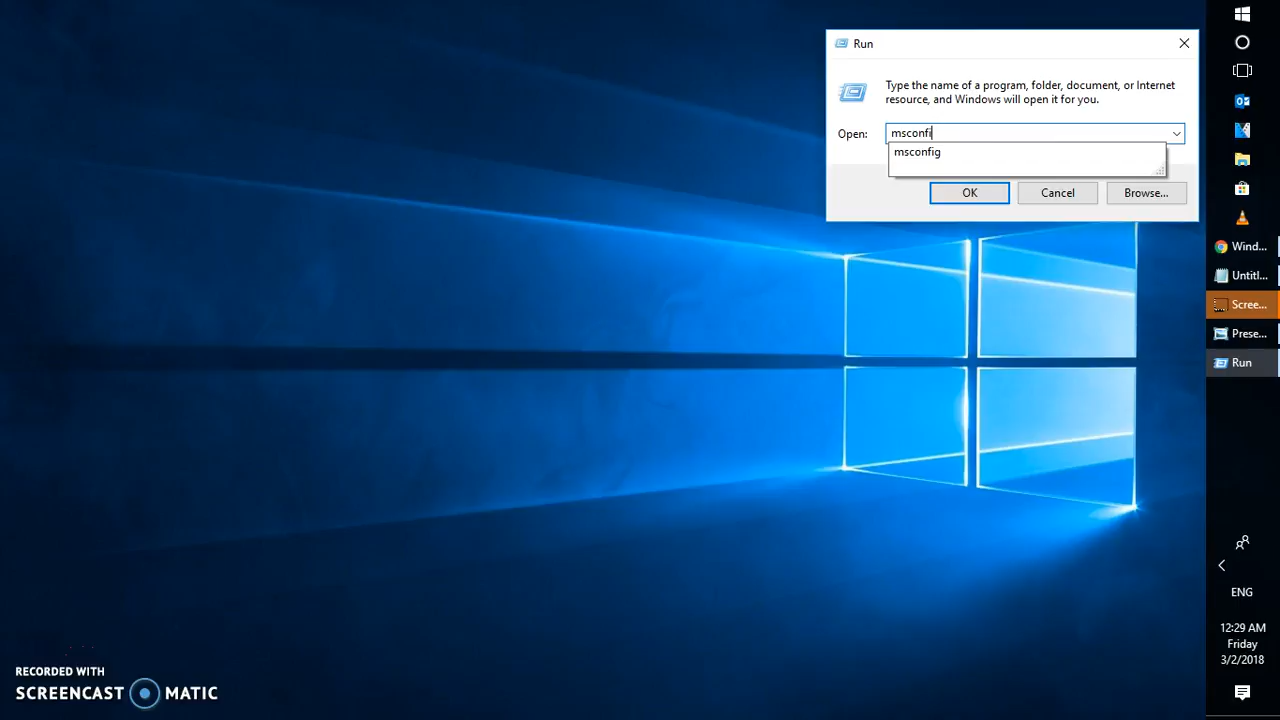 Run
Type the name of a program, folder, document, or Internet
resource, and Windows will open it for you.
Open:
msconfi
msconfig
OK
Cancel
Browse...
Wind...
Untitl...
Scree...
Prese...
Run
ENG
12:29 AM
Friday
3/2/2018
RECORDED WITH
SCREENCAST MATIC